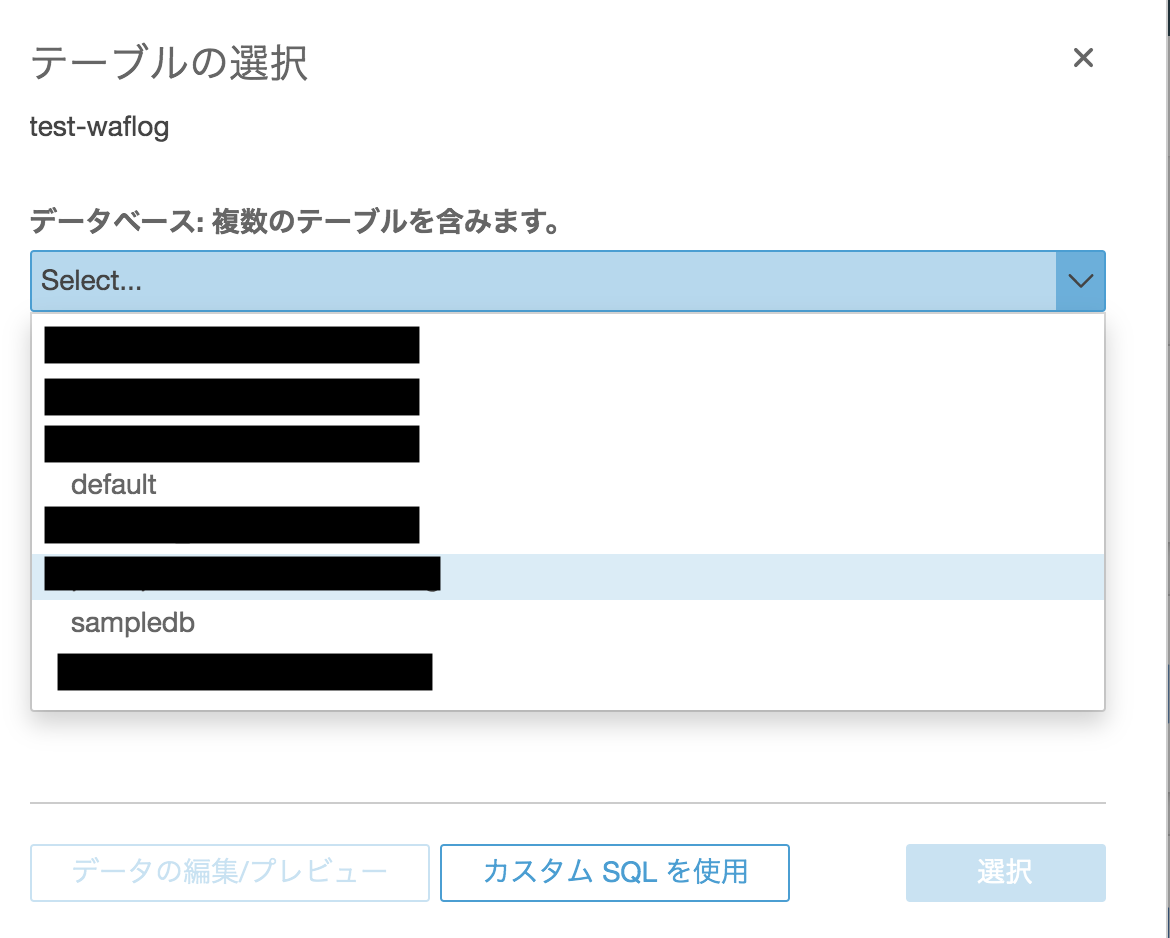 テーブルの選択
test-waflog
データベース: 複数のテーブルを含みます。
Select...
default
sampledb
データの編集/プレビュー
カスタム SQL を使用
選択